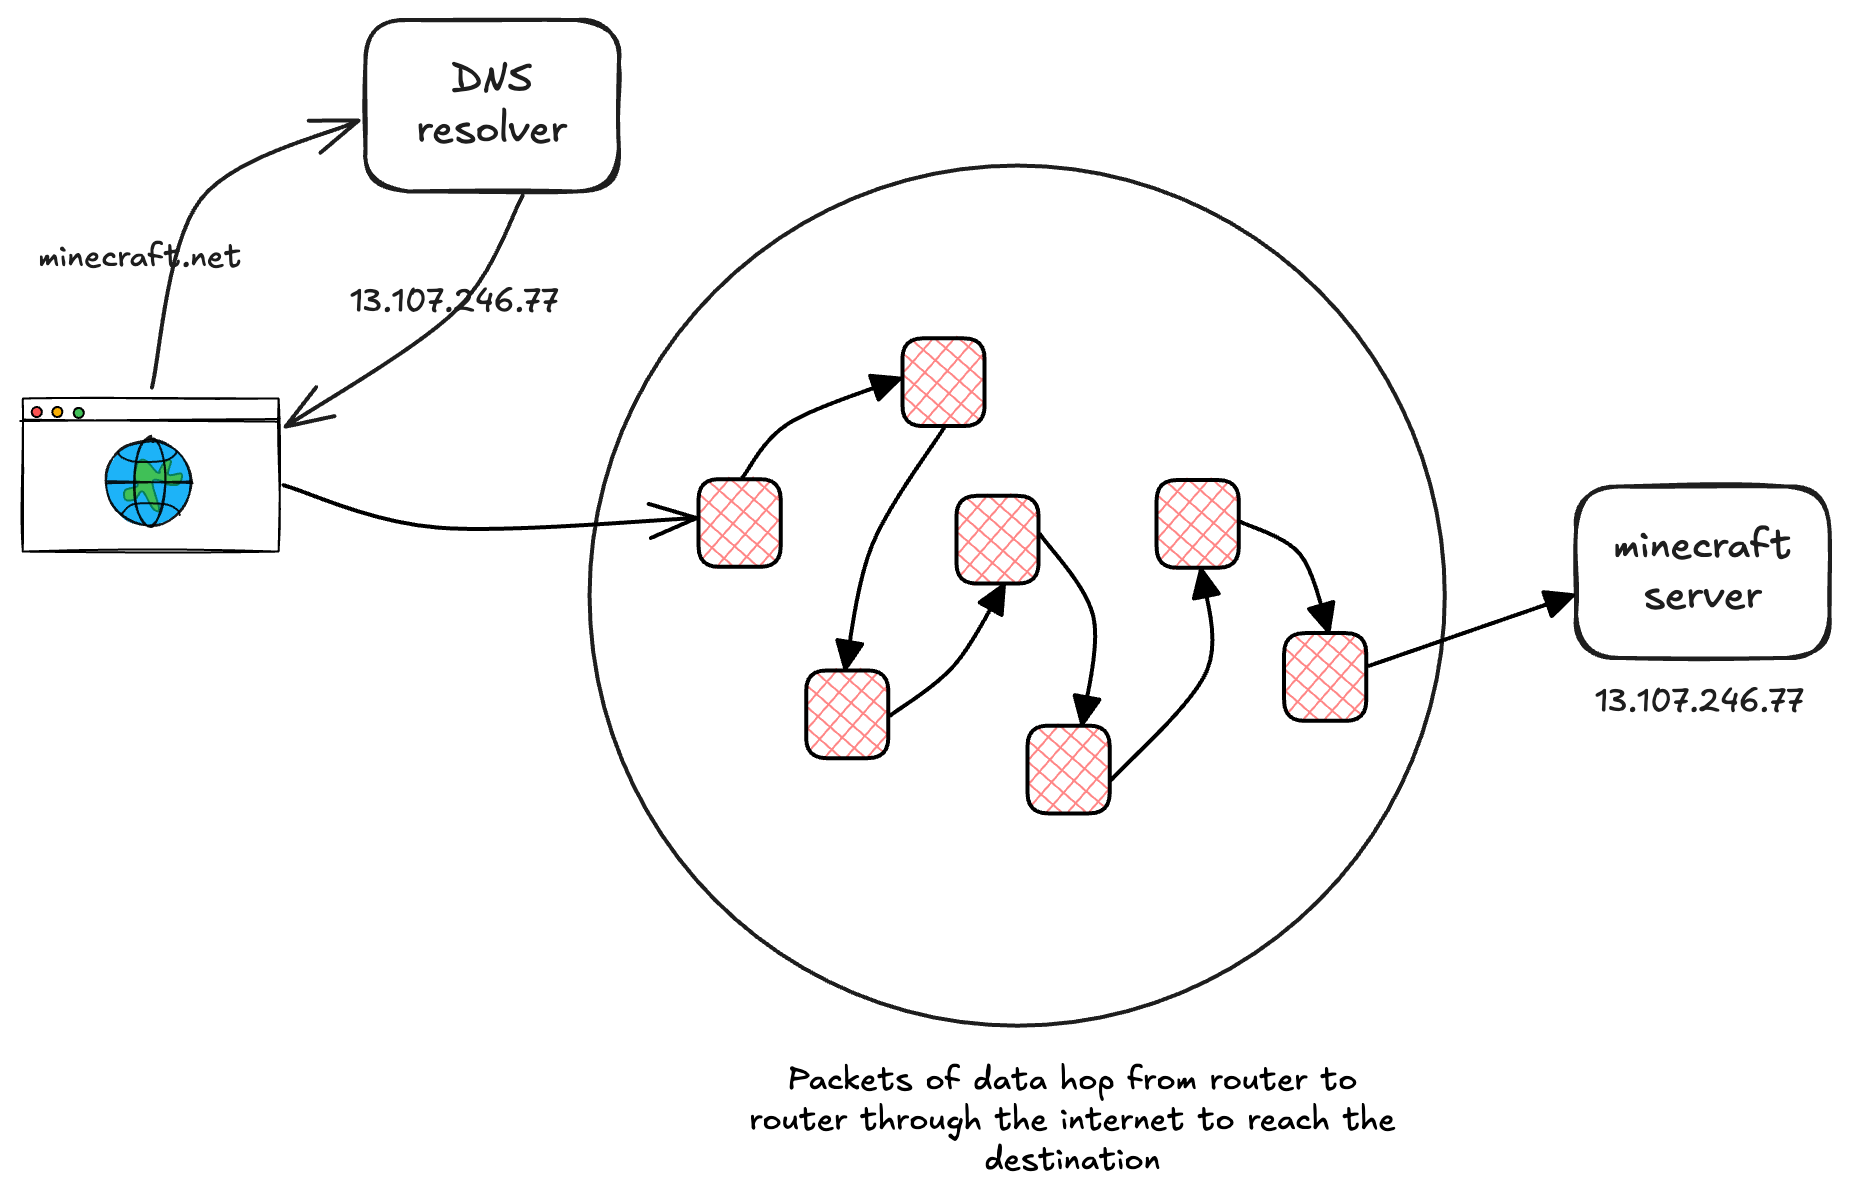 DNS
resolver
minecraft.net
13.107.246.77
minecraft
server
13.107.246.77
Packets of data hop from router to
router through the internet to reach the
destination